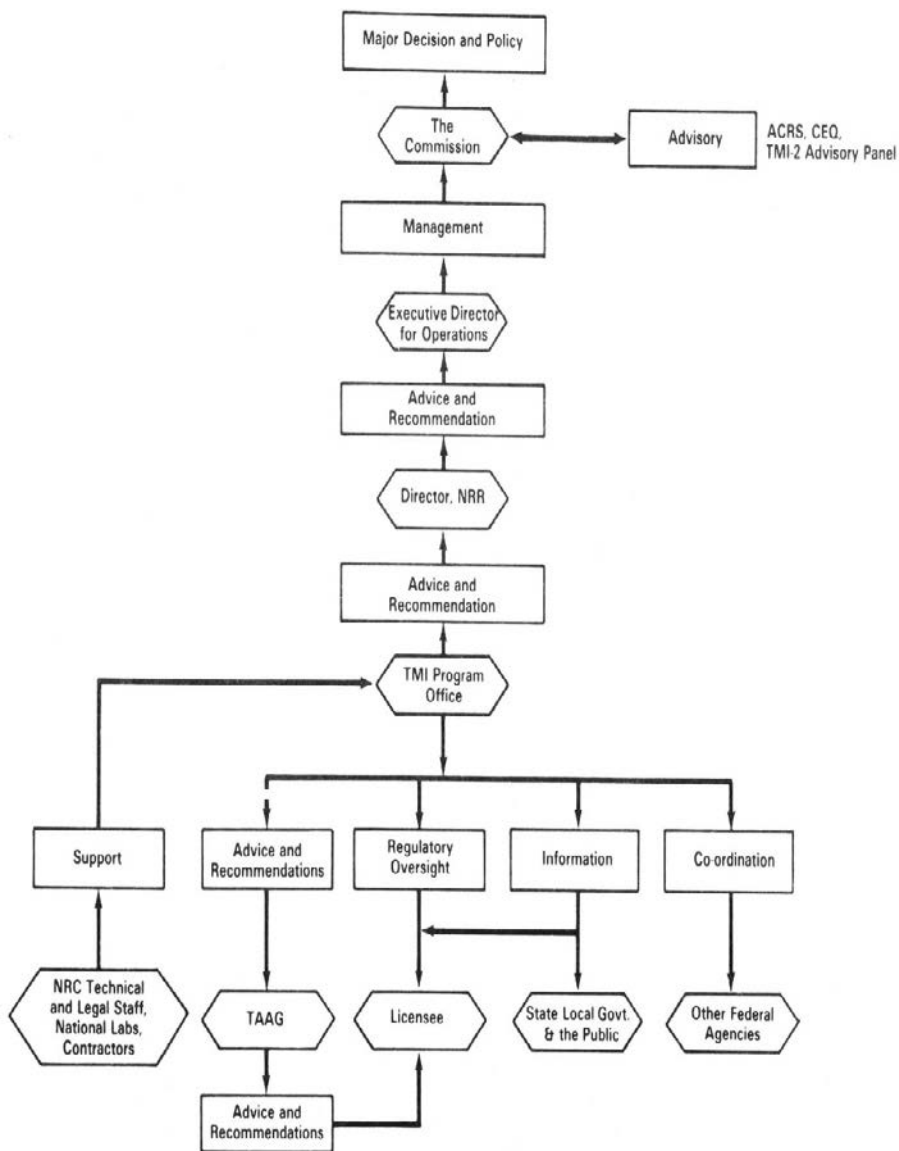 Major Decision and Policy
The
Commission
Advisory
ACRS, CEQ,
TMI-2 Advisory Panel
Management
Executive Director
for Operations
Advice and
Recommendation
Director, NRR
Advice and
Recommendation
TMI Program
Office
Support
Advice and
Recommendations
Regulatory
Oversight
Information
Co-ordination
NRC Technical
and Legal Staff,
National Labs,
Contractors
TAAG
Licensee
State Local Govt.
& the Public
Other Federal
Agencies
Advice and
Recommendations